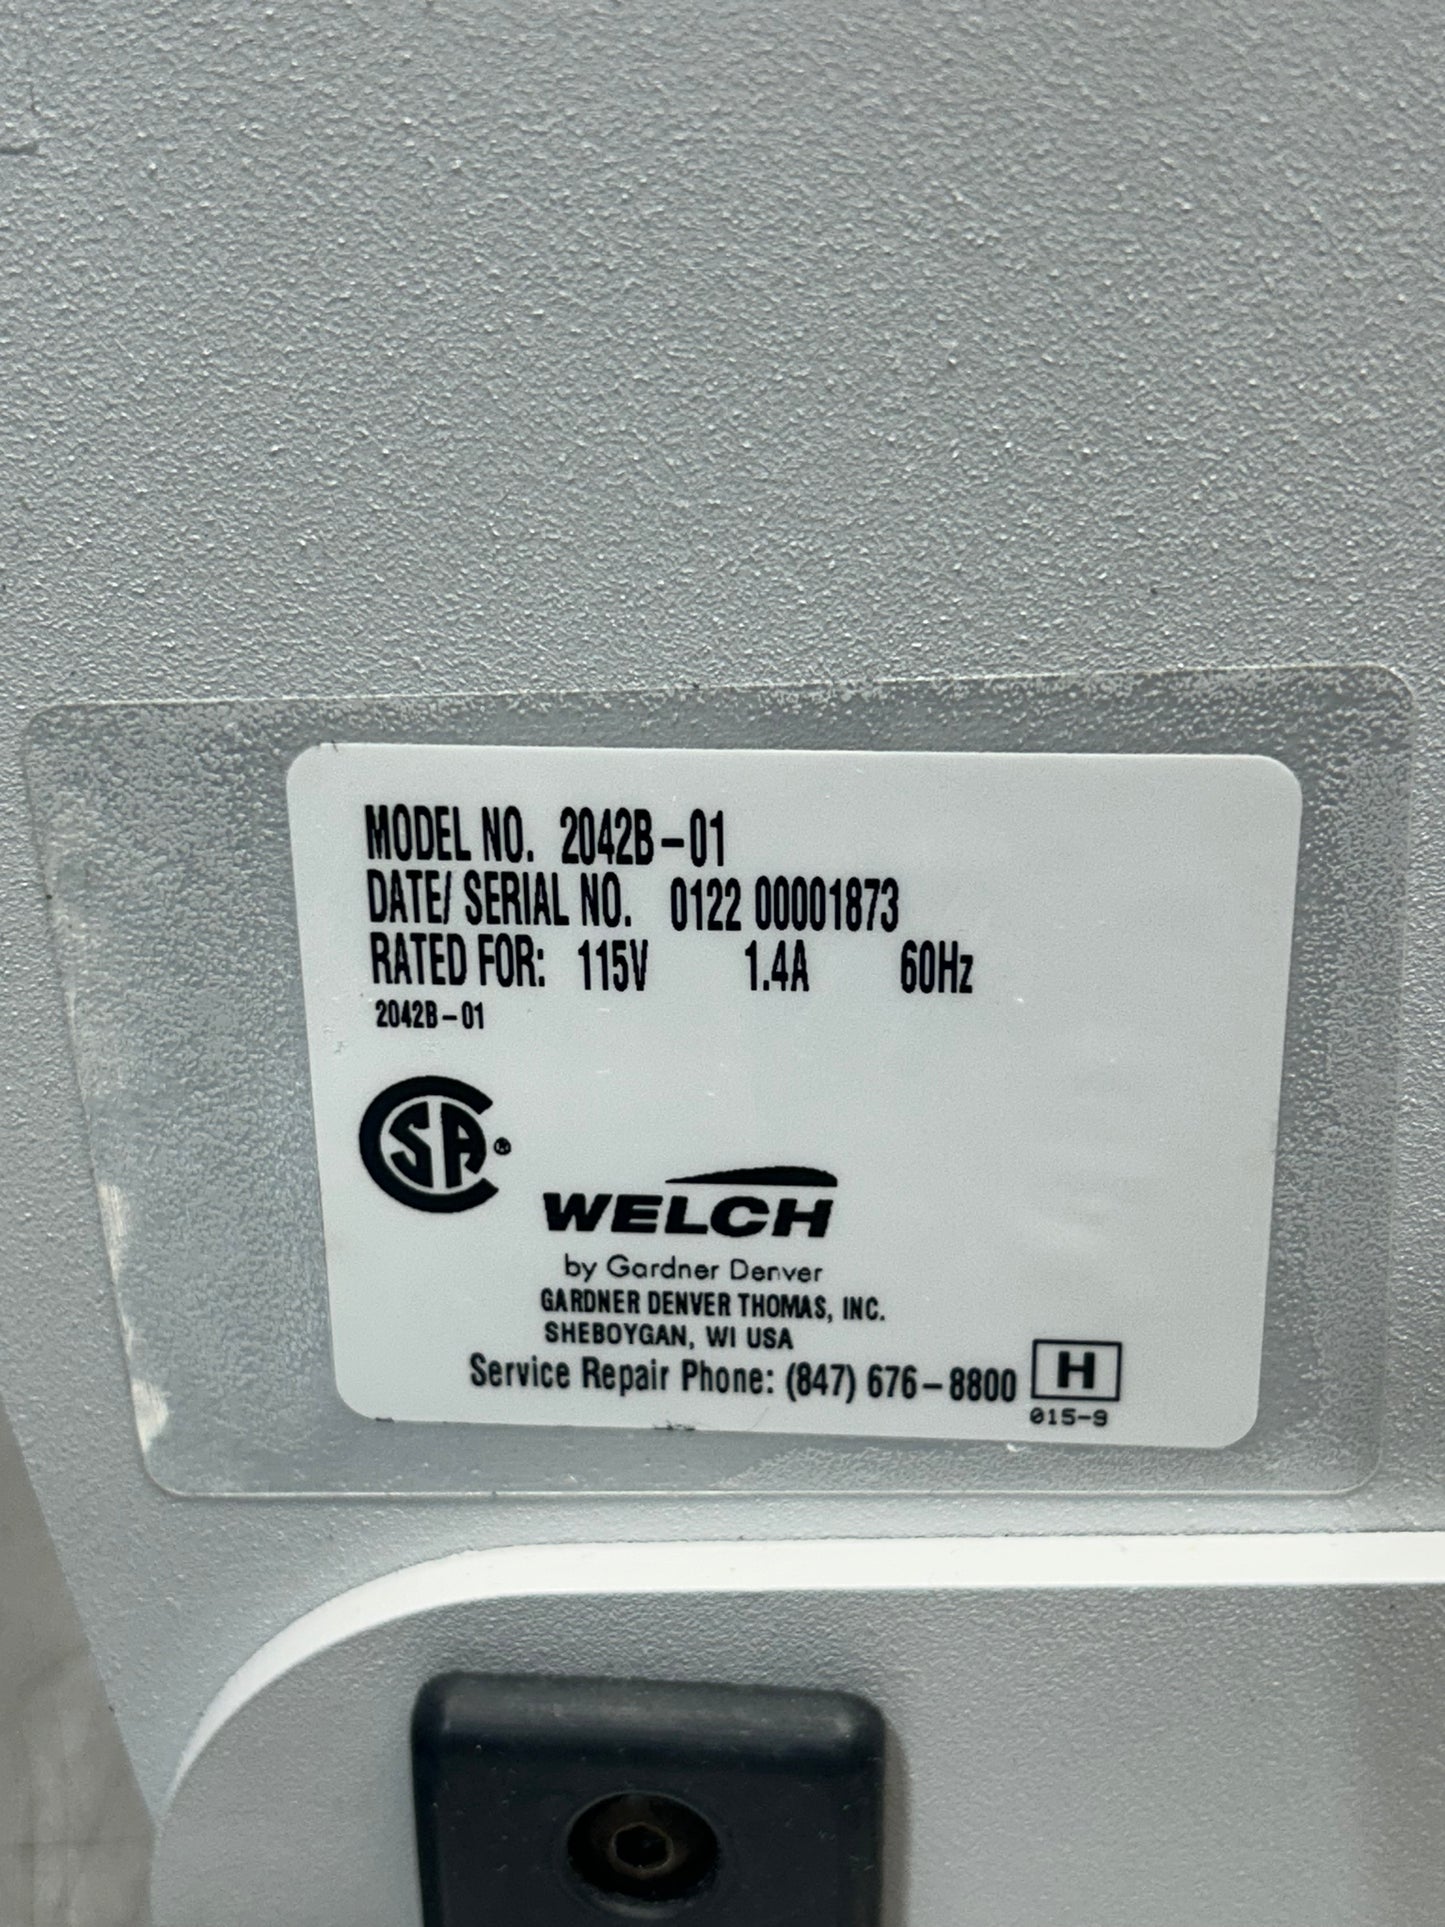 MODEL NO. 2042B-01
DATE/ SERIAL NO. 0122 00001873
RATED FOR: 115V 1.4A 60Hz
2042B-01
CSA®
WELCH
by Gardner Denver
GARDNER DENVER THOMAS, INC.
SHEBOYGAN, WI USA
Service Repair Phone: (847) 676-8800
H
015-9